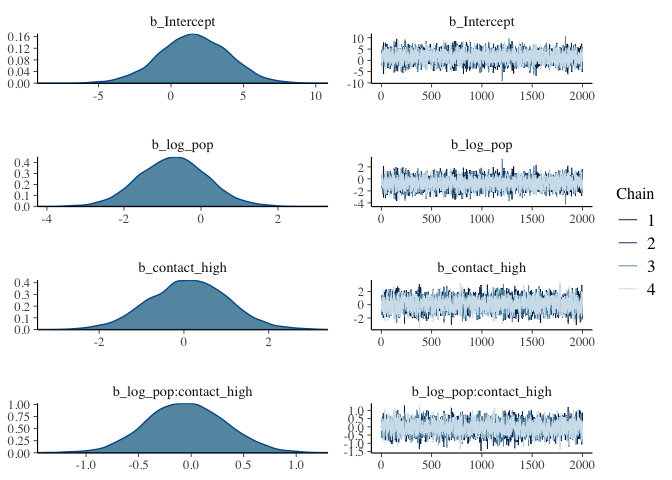 b_Intercept
0.16
0.12
0.08
0.04
0.00
-5 0 5 10
b_Intercept
10
5
0
-5
-10
0 500 1000 1500 2000
b_log_pop
0.4
0.3
0.2
0.1
0.0
-4 -2 0 2
b_log_pop
2
0
-2
-4
0 500 1000 1500 2000
b_contact_high
0.4
0.3
0.2
0.1
0.0
-2 0 2
b_contact_high
2
0
-2
0 500 1000 1500 2000
b_log_pop:contact_high
1.00
0.75
0.50
0.25
0.00
-1.0 -0.5 0.0 0.5 1.0
b_log_pop:contact_high
1.0
0.5
0.0
-0.5
-1.0
-1.5
0 500 1000 1500 2000
Chain
1
2
3
4